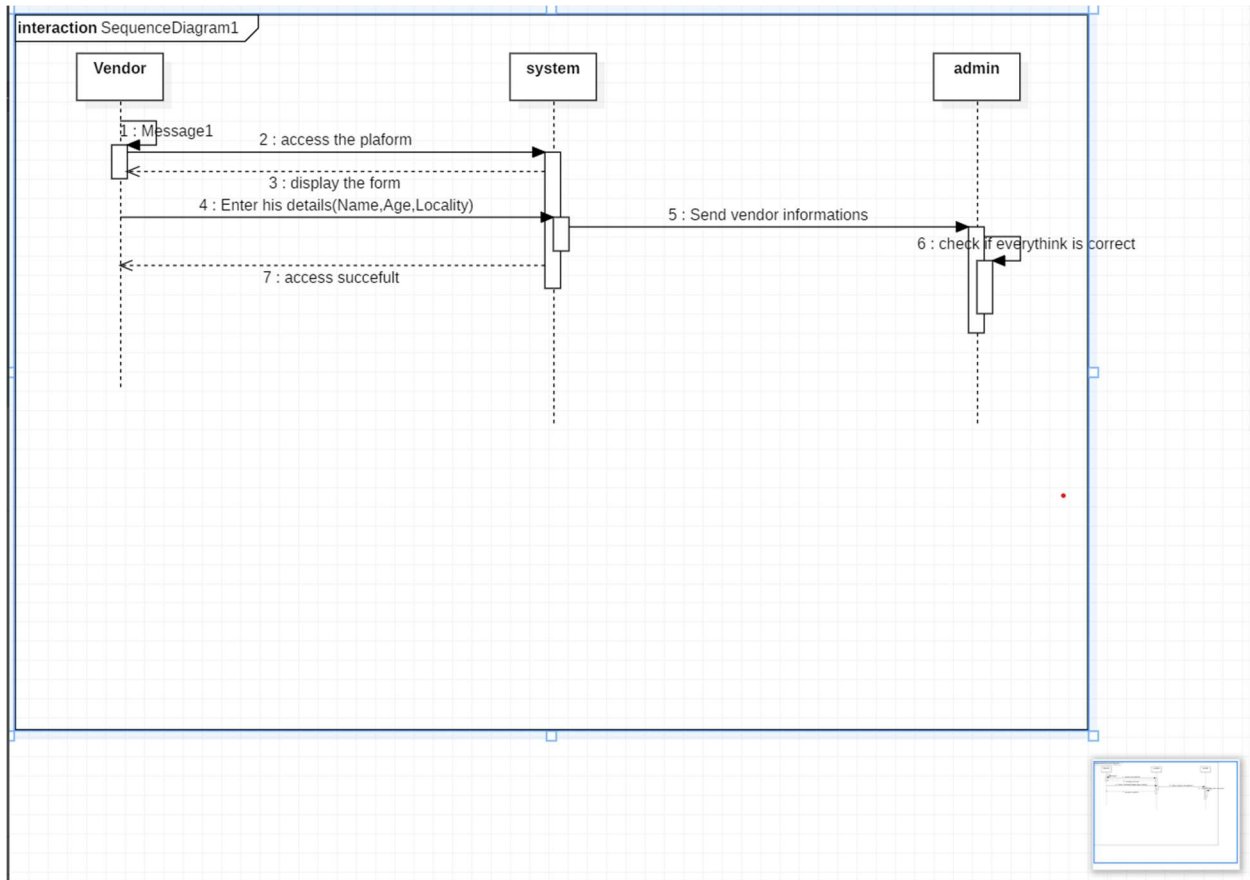 interaction SequenceDiagram1
Vendor
system
admin
1 : Message1
2 : access the plaform
3 : display the form
4 : Enter his details(Name,Age,Locality)
5 : Send vendor informations
6 : check if everythink is correct
7 : access succefult